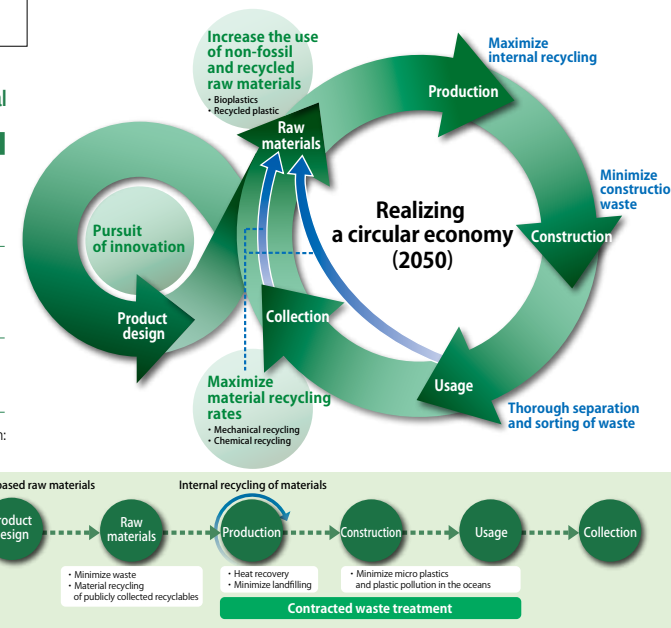 Increase the use
of non-fossil
and recycled
raw materials
・Bioplastics
・Recycled plastic
Maximize
internal recycling
Production
Raw
materials
Minimize
waste
Realizing
a circular economy
(2050)
Construction
Pursuit
of innovation
Product
design
Collection
Usage
Maximize
material recycling
rates
・Mechanical recycling
・Chemical recycling
Thorough separation
and sorting of waste
based raw materials
Internal recycling of materials
Raw
materials
Production
Construction
Usage
Collection
・Minimize waste
・Material recycling
of publicly collected recyclables
・Heat recovery
・Minimize landfilling
・Minimize micro plastics
and plastic pollution in the oceans
Contracted waste treatment